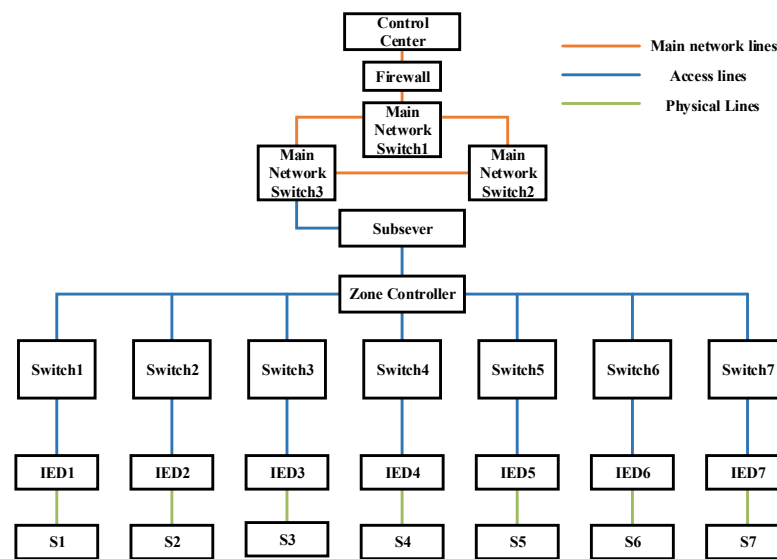 Control
Center
Main network lines
Firewall
Access lines
Main
Network
Switch1
Physical Lines
Main
Network
Switch3
Main
Network
Switch2
Subsever
Zone Controller
Switch1
Switch2
Switch3
Switch4
Switch5
Switch6
Switch7
IED1
IED2
IED3
IED4
IED5
IED6
IED7
S1
S2
S3
S4
S5
S6
S7